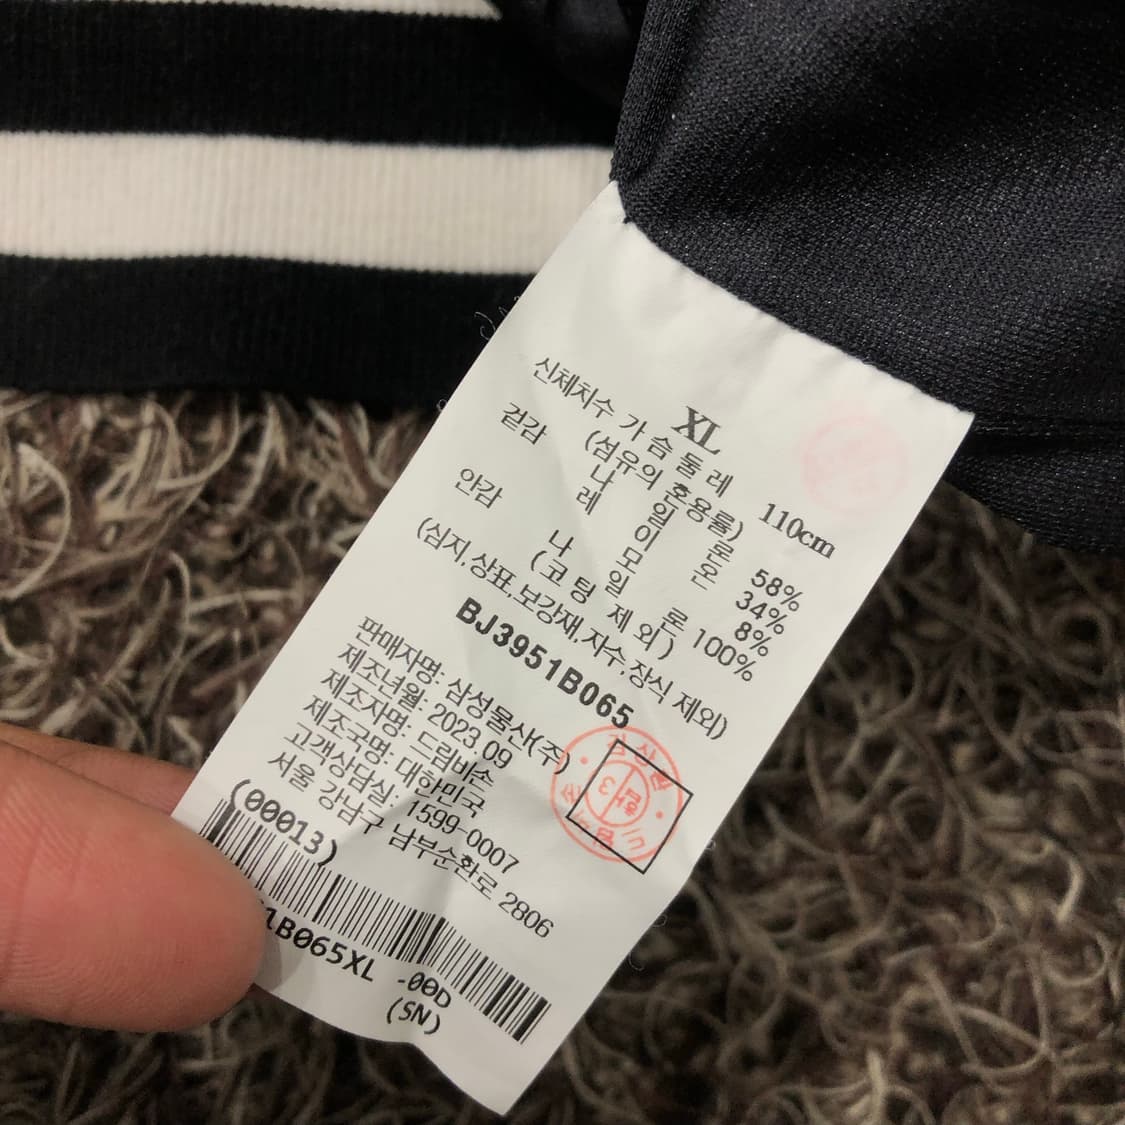 XL
신체치수 가슴둘레 110cm
(섬유의 혼용률)
겉감 나일론 58%
레이온 34%
모 8%
안감 나일론 100%
(코팅 제외)
(심지,상표,보강재,자수,장식 제외)
BJ3951B065
판매자명: 삼성물산(주)
제조년월: 2023.09
제조자명: 드림비손
제조국명: 대한민국
고객상담실: 1599-0007
서울 강남구 남부순환로 2806
(00013)
1B065XL -00D
(SN)